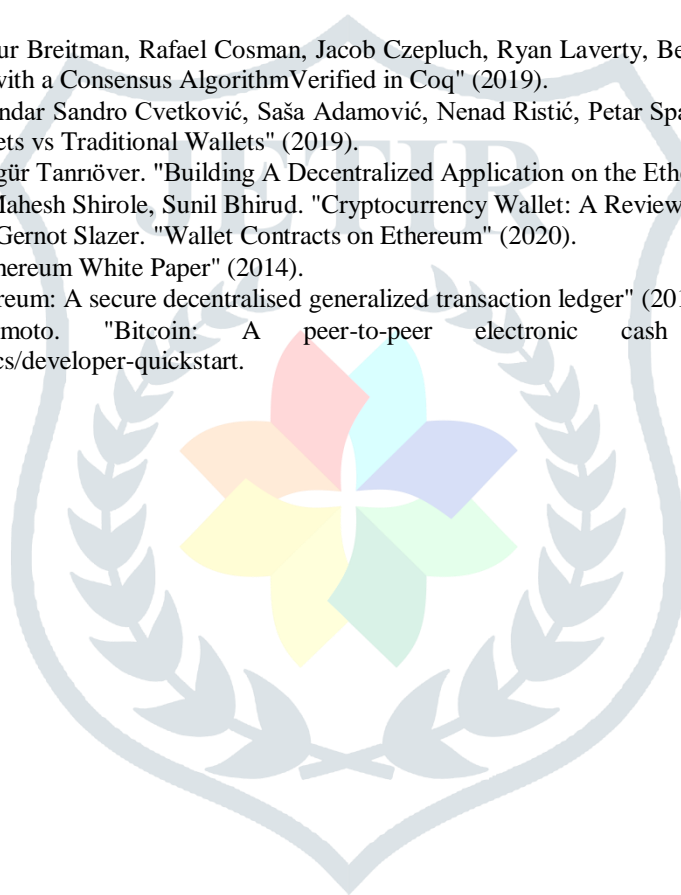 ur Breitman, Rafael Cosman, Jacob Czepluch, Ryan Laverty, Be
with a Consensus AlgorithmVerified in Coq" (2019).
ndar Sandro Cvetković, Saša Adamović, Nenad Ristić, Petar Spa
ets vs Traditional Wallets" (2019).
gür Tanrıöver. "Building A Decentralized Application on the Ethe
Mahesh Shirole, Sunil Bhirud. "Cryptocurrency Wallet: A Review
Gernot Slazer. "Wallet Contracts on Ethereum" (2020).
hereum White Paper" (2014).
reum: A secure decentralised generalized transaction ledger" (201
moto. "Bitcoin: A peer-to-peer electronic cash
cs/developer-quickstart.
JETIR